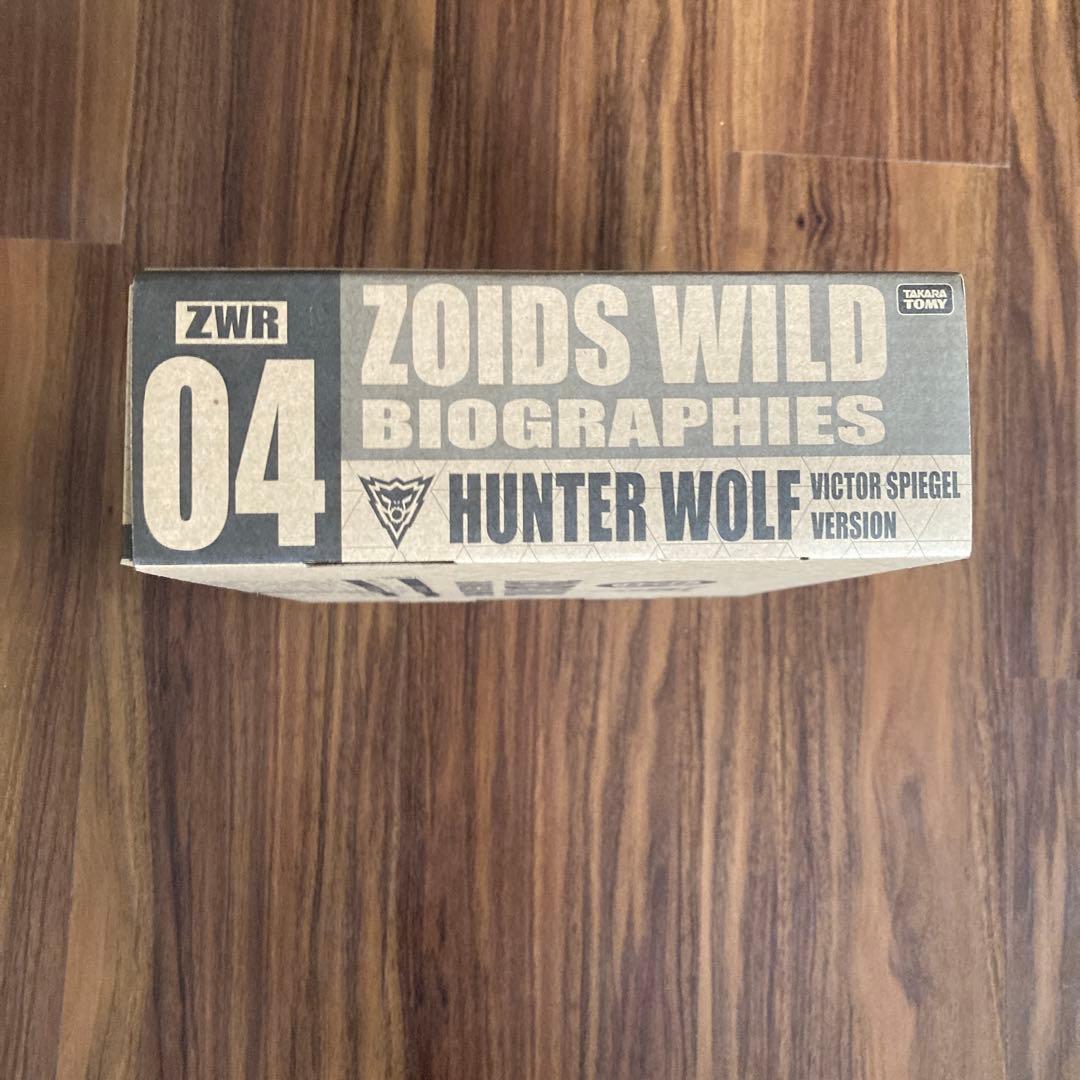 ZWR
04
ZOIDS WILD
BIOGRAPHIES
TAKARA
TOMY
HUNTER WOLF
VICTOR SPIEGEL
VERSION